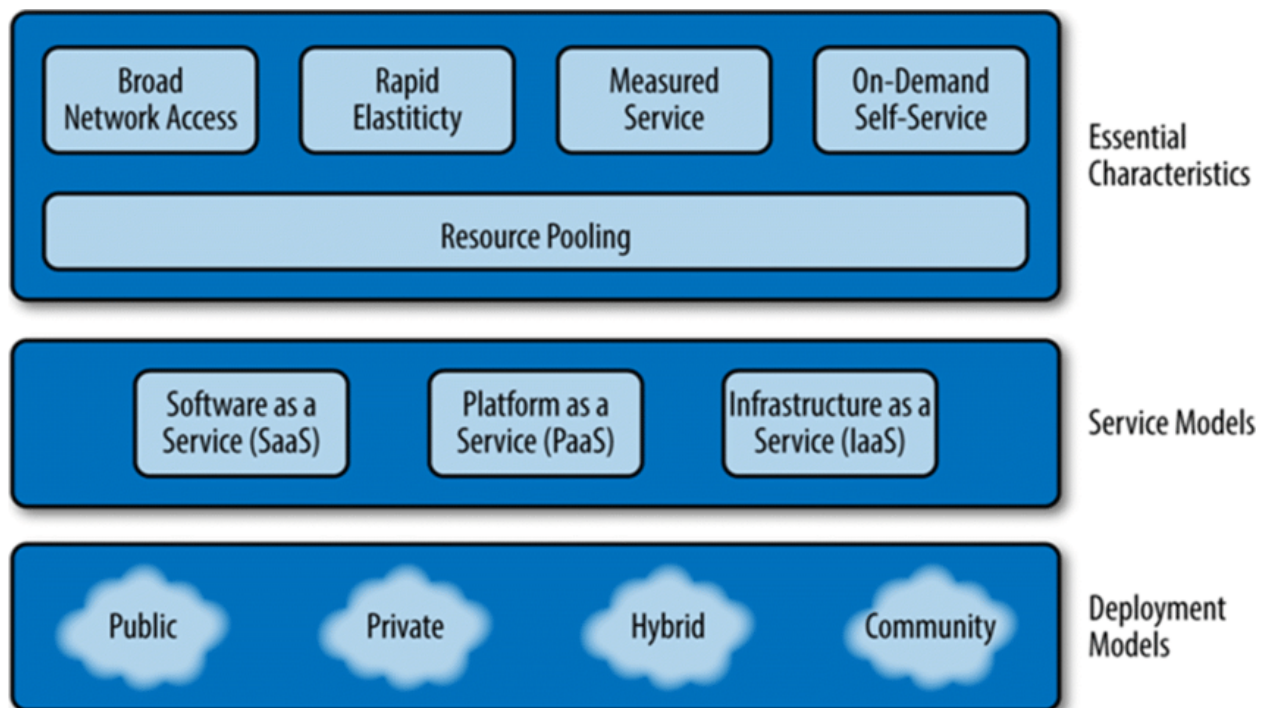 Broad
Network Access
Rapid
Elastiticty
Measured
Service
On-Demand
Self-Service
Essential
Characteristics
Resource Pooling
Software as a
Service (SaaS)
Platform as a
Service (PaaS)
Infrastructure as a
Service (IaaS)
Service Models
Public
Private
Hybrid
Community
Deployment
Models